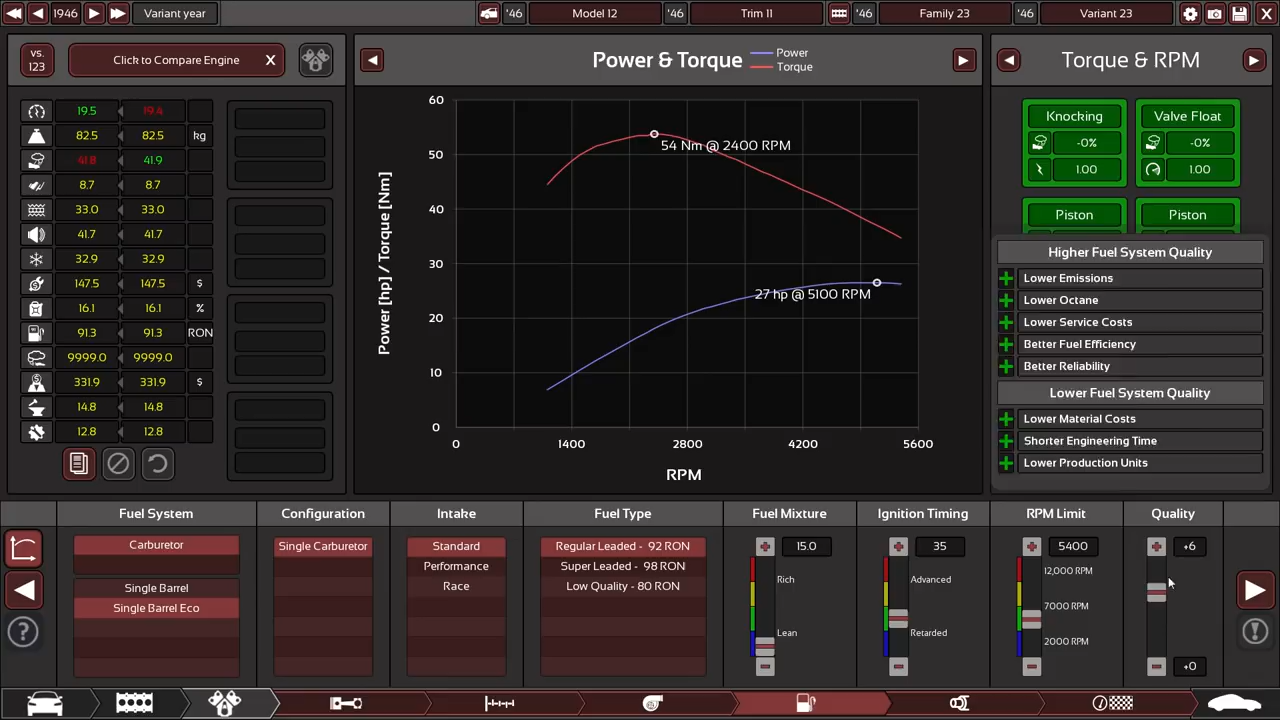 1946
Variant year
'46
Model 12
'46
Trim 11
'46
Family 23
'46
Variant 23
vs.
123
Click to Compare Engine
X
Power & Torque
Power
Torque
Torque & RPM
19.5 19.4
82.5 82.5 kg
41.8 41.9
8.7 8.7
33.0 33.0
41.7 41.7
32.9 32.9
147.5 147.5 $
16.1 16.1 %
91.3 91.3 RON
9999.0 9999.0
331.9 331.9 $
14.8 14.8
12.8 12.8
Power [hp] / Torque [Nm]
60
50
40
30
20
10
0
54 Nm @ 2400 RPM
27 hp @ 5100 RPM
0 1400 2800 4200 5600
RPM
Knocking
-0%
1.00
Valve Float
-0%
1.00
Piston
Piston
Higher Fuel System Quality
Lower Emissions
Lower Octane
Lower Service Costs
Better Fuel Efficiency
Better Reliability
Lower Fuel System Quality
Lower Material Costs
Shorter Engineering Time
Lower Production Units
Fuel System
Carburetor
Single Barrel
Single Barrel Eco
Configuration
Single Carburetor
Intake
Standard
Performance
Race
Fuel Type
Regular Leaded - 92 RON
Super Leaded - 98 RON
Low Quality - 80 RON
Fuel Mixture
15.0
Rich
Lean
Ignition Timing
35
Advanced
Retarded
RPM Limit
5400
12,000 RPM
7000 RPM
2000 RPM
Quality
+6
+0